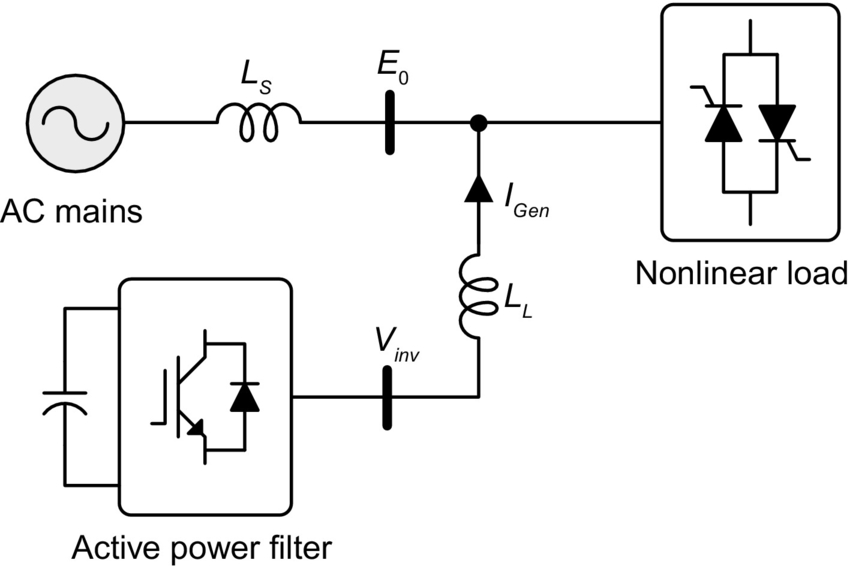 L_S
E_0
AC mains
I_Gen
Nonlinear load
L_L
V_inv
Active power filter